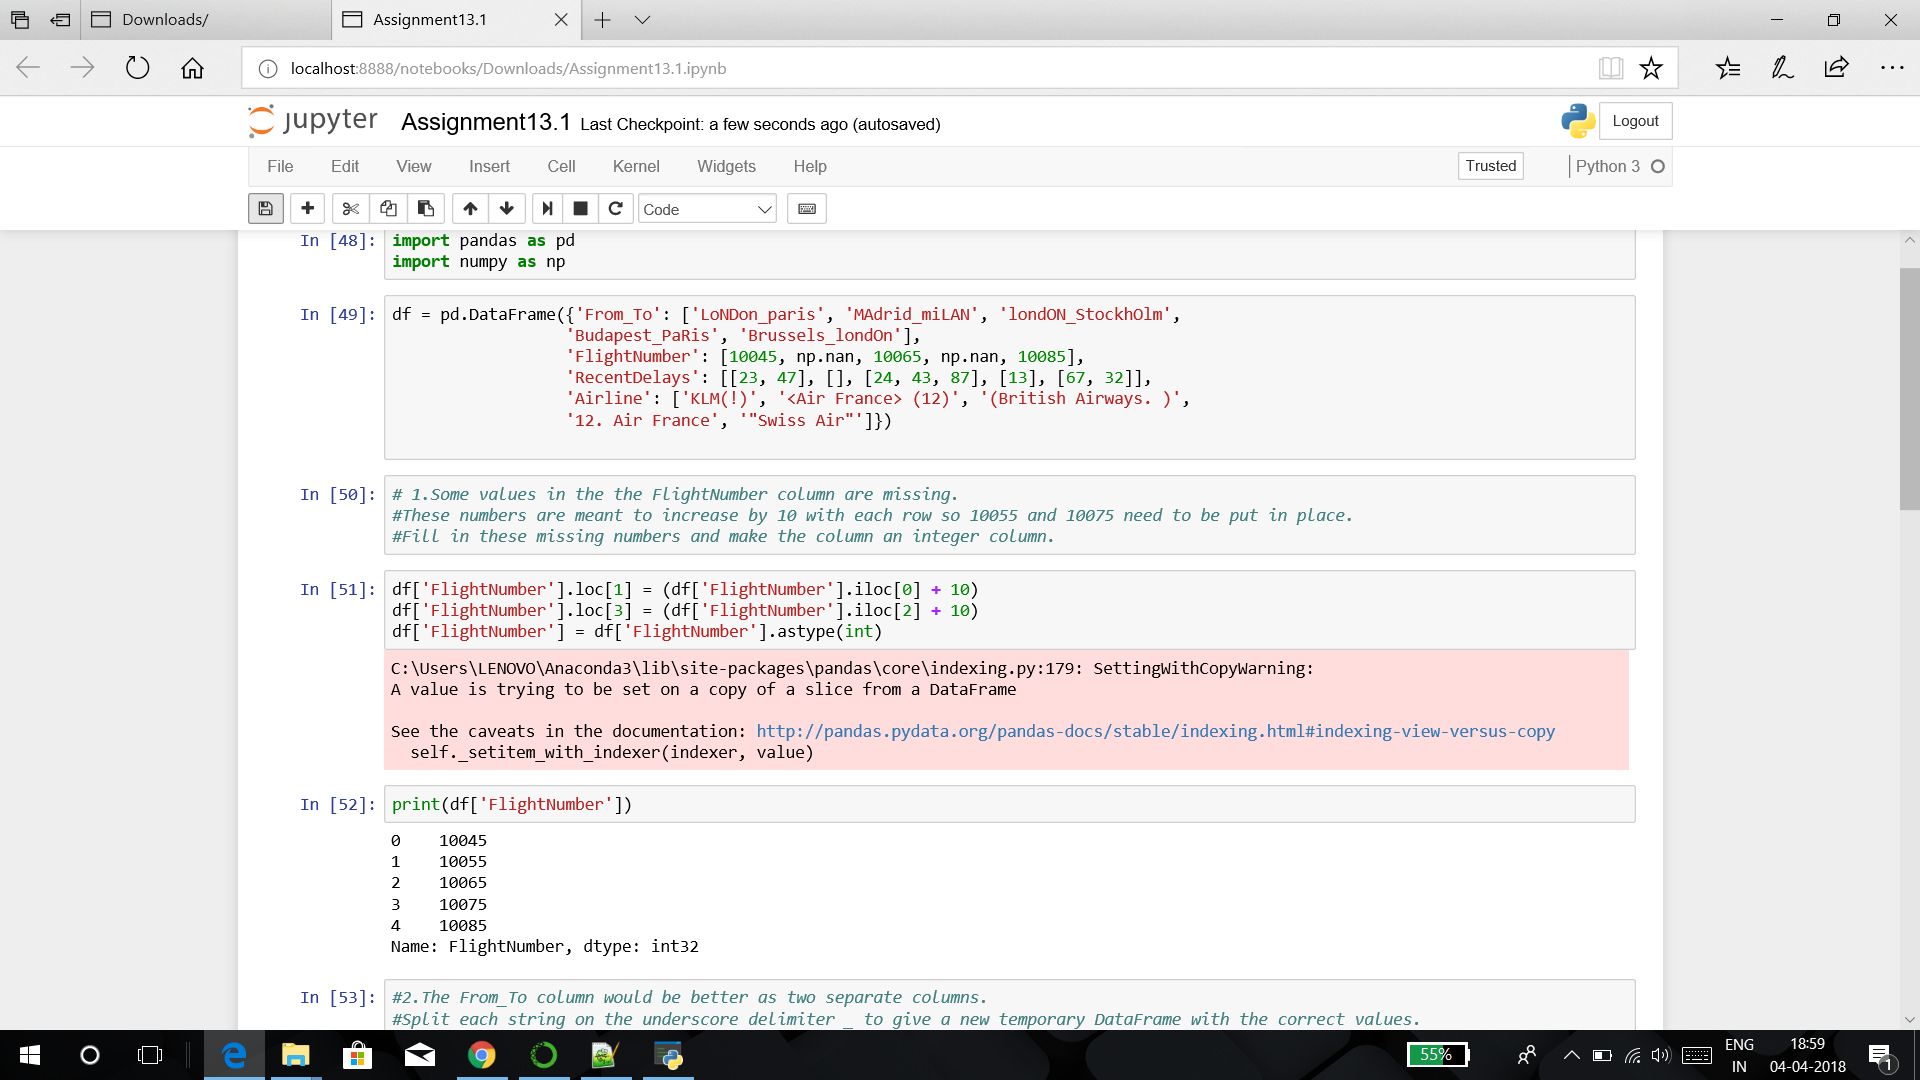 Downloads/
Assignment13.1
localhost:8888/notebooks/Downloads/Assignment13.1.ipynb
jupyter Assignment13.1 Last Checkpoint: a few seconds ago (autosaved)
Logout
File Edit View Insert Cell Kernel Widgets Help
Trusted
Python 3
Code
In [48]: import pandas as pd
import numpy as np
In [49]: df = pd.DataFrame({'From_To': ['LoNDon_paris', 'MAdrid_miLAN', 'londON_StockhOlm',
'Budapest_PaRis', 'Brussels_londOn'],
'FlightNumber': [10045, np.nan, 10065, np.nan, 10085],
'RecentDelays': [[23, 47], [], [24, 43, 87], [13], [67, 32]],
'Airline': ['KLM(!)', '<Air France> (12)', '(British Airways. )',
'12. Air France', '"Swiss Air"']})
In [50]: # 1.Some values in the the FlightNumber column are missing.
#These numbers are meant to increase by 10 with each row so 10055 and 10075 need to be put in place.
#Fill in these missing numbers and make the column an integer column.
In [51]: df['FlightNumber'].loc[1] = (df['FlightNumber'].iloc[0] + 10)
df['FlightNumber'].loc[3] = (df['FlightNumber'].iloc[2] + 10)
df['FlightNumber'] = df['FlightNumber'].astype(int)
C:\Users\LENOVO\Anaconda3\lib\site-packages\pandas\core\indexing.py:179: SettingWithCopyWarning:
A value is trying to be set on a copy of a slice from a DataFrame
See the caveats in the documentation: http://pandas.pydata.org/pandas-docs/stable/indexing.html#indexing-view-versus-copy
self._setitem_with_indexer(indexer, value)
In [52]: print(df['FlightNumber'])
0 10045
1 10055
2 10065
3 10075
4 10085
Name: FlightNumber, dtype: int32
In [53]: #2.The From_To column would be better as two separate columns.
#Split each string on the underscore delimiter _ to give a new temporary DataFrame with the correct values.
55%
ENG
IN
18:59
04-04-2018
1